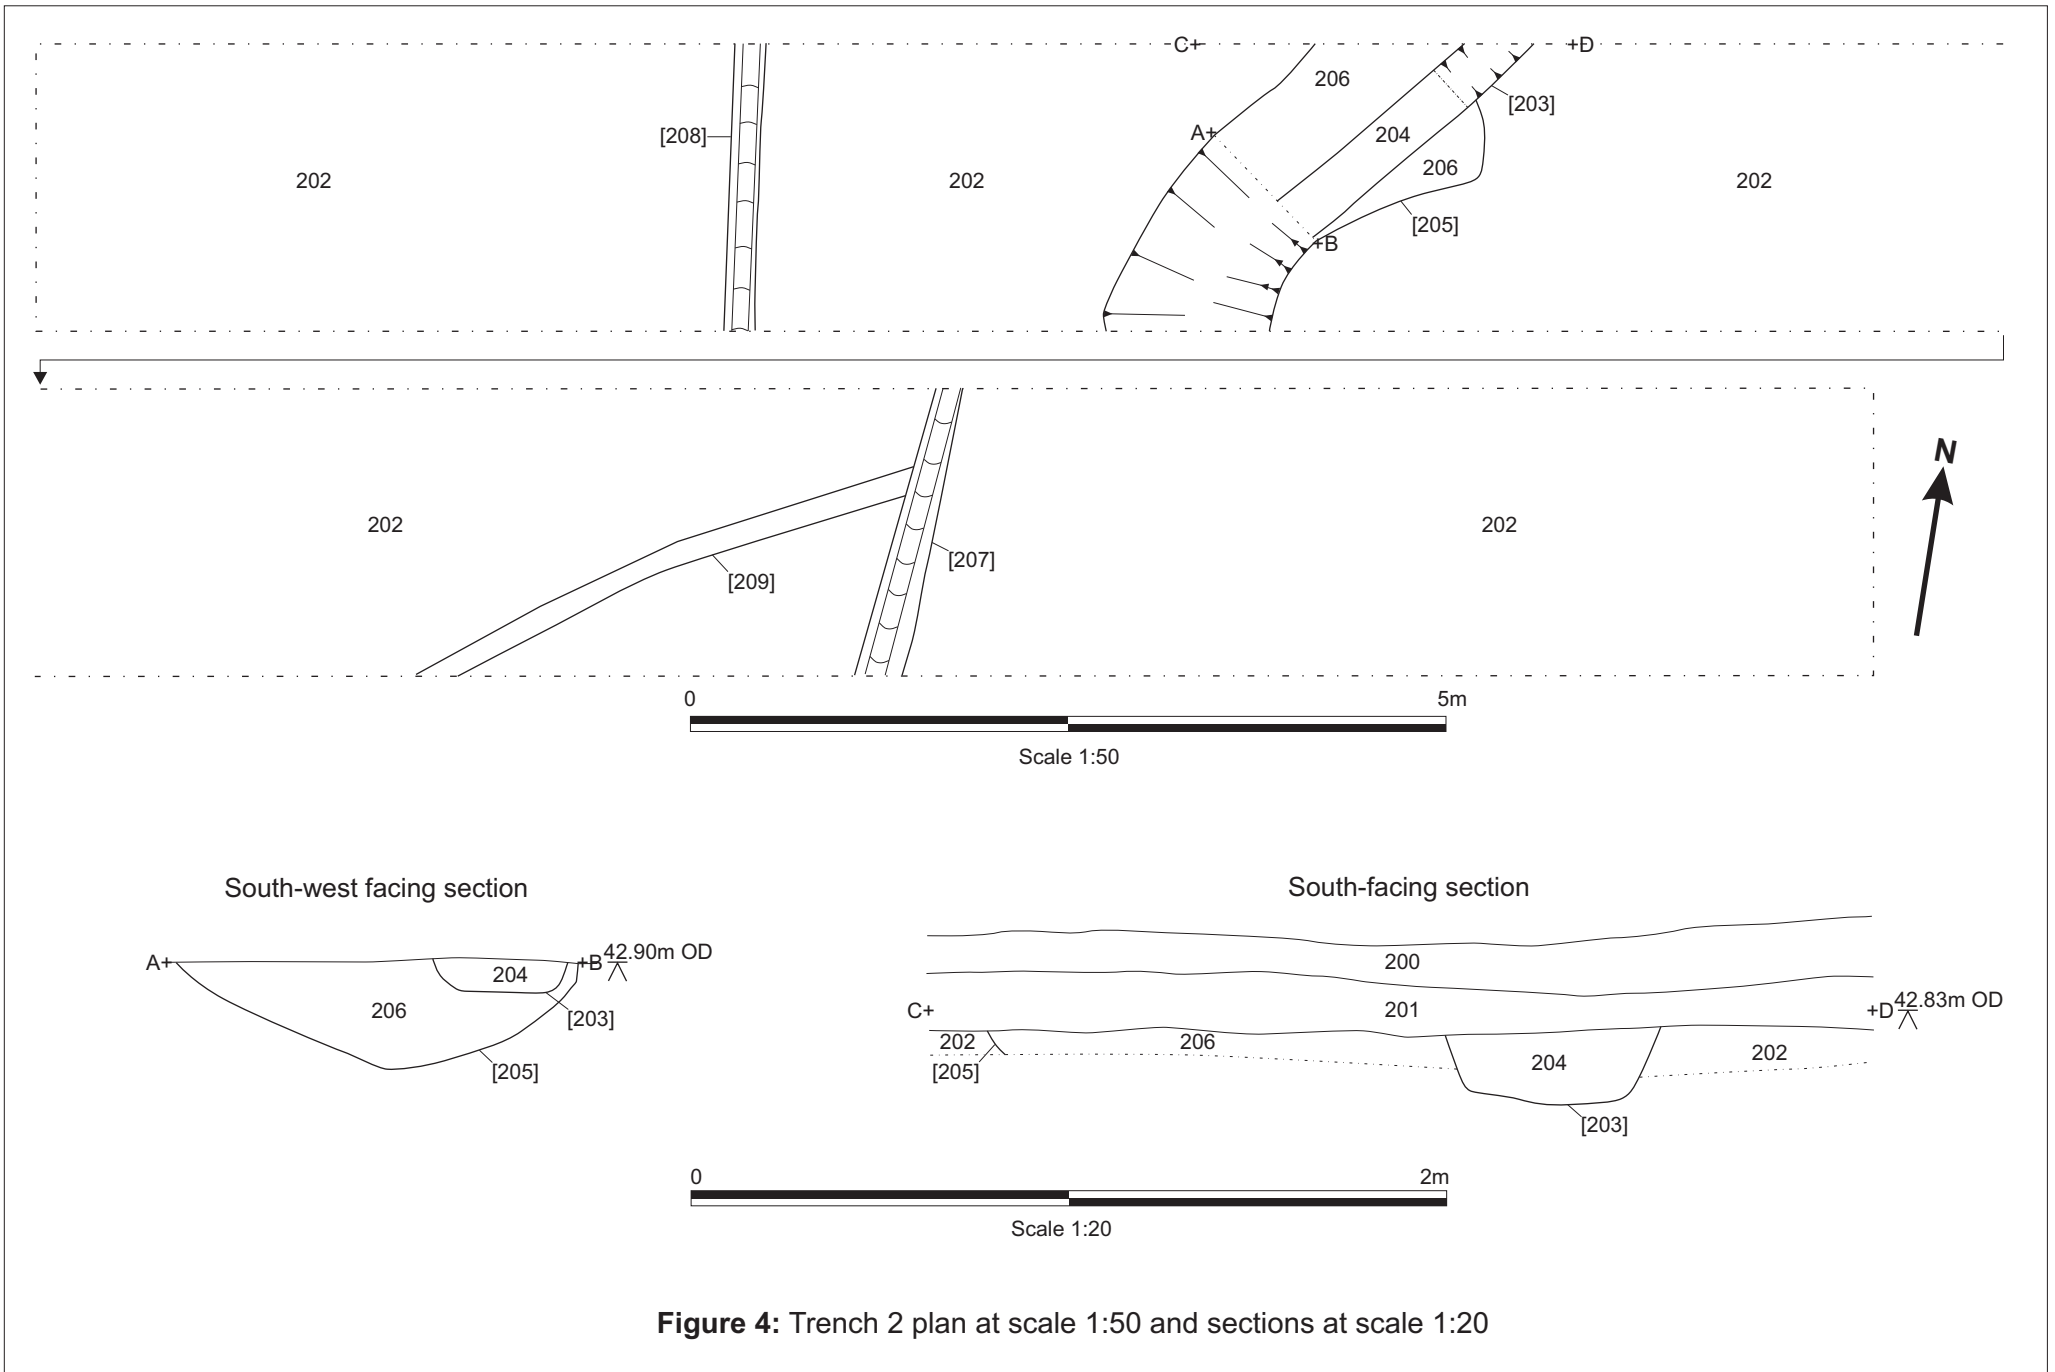 C+
+D
206
[203]
[208]
A+
204
206
202
202
202
[205]
+B
N
202
202
[207]
[209]
0
5m
Scale 1:50
South-west facing section
South-facing section
A+
+B
42.90m OD
204
200
206
[203]
C+
201
+D
42.83m OD
202
206
204
202
[205]
[205]
[203]
0
2m
Scale 1:20
Figure 4: Trench 2 plan at scale 1:50 and sections at scale 1:20